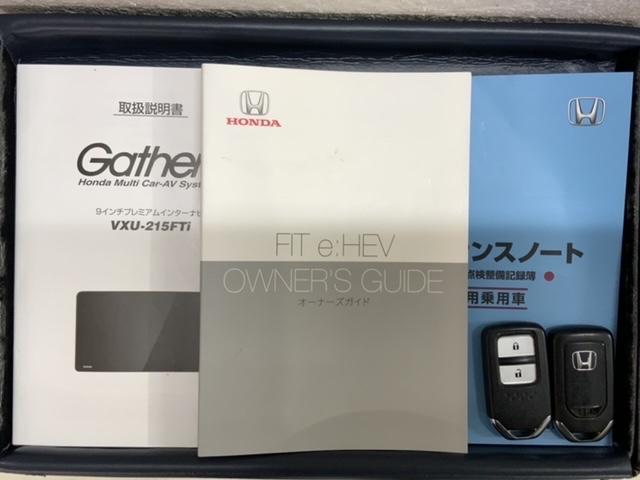 取扱説明書
Gather
Honda Multi Car-AV Syst
9インチプレミアムインターナビ
VXU-215FTi
HONDA
FIT e:HEV
OWNER'S GUIDE
オーナーズガイド
ンスノート
点検整備記録簿
用乗用車